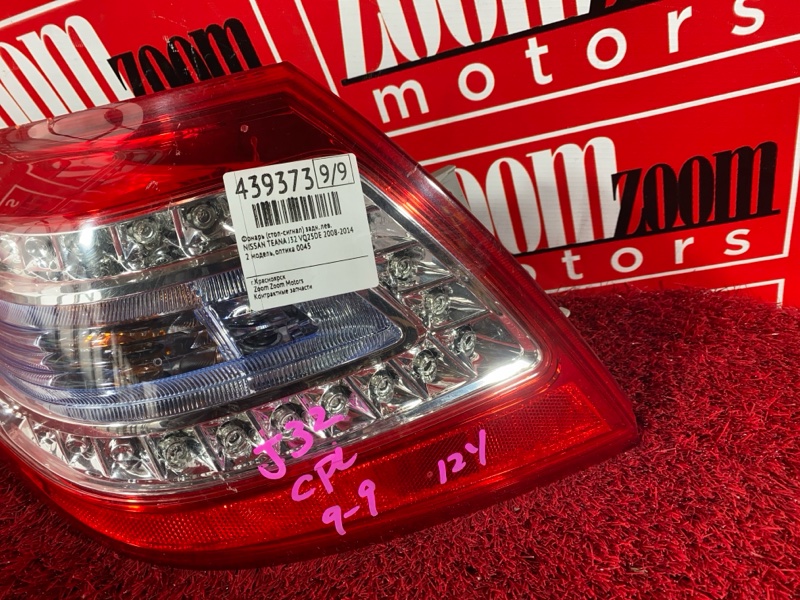 zoom zoom
zoom
motors
zoom zoom
motors
439373 9/9
Фонарь (стоп-сигнал) задн. лев.
NISSAN TEANA J32 VQ25DE 2008-2014
2 модель, оптика 0045
г.Красноярск
Zoom Zoom Motors
Контрактные запчасти
J32
CPL
9-9
12Y